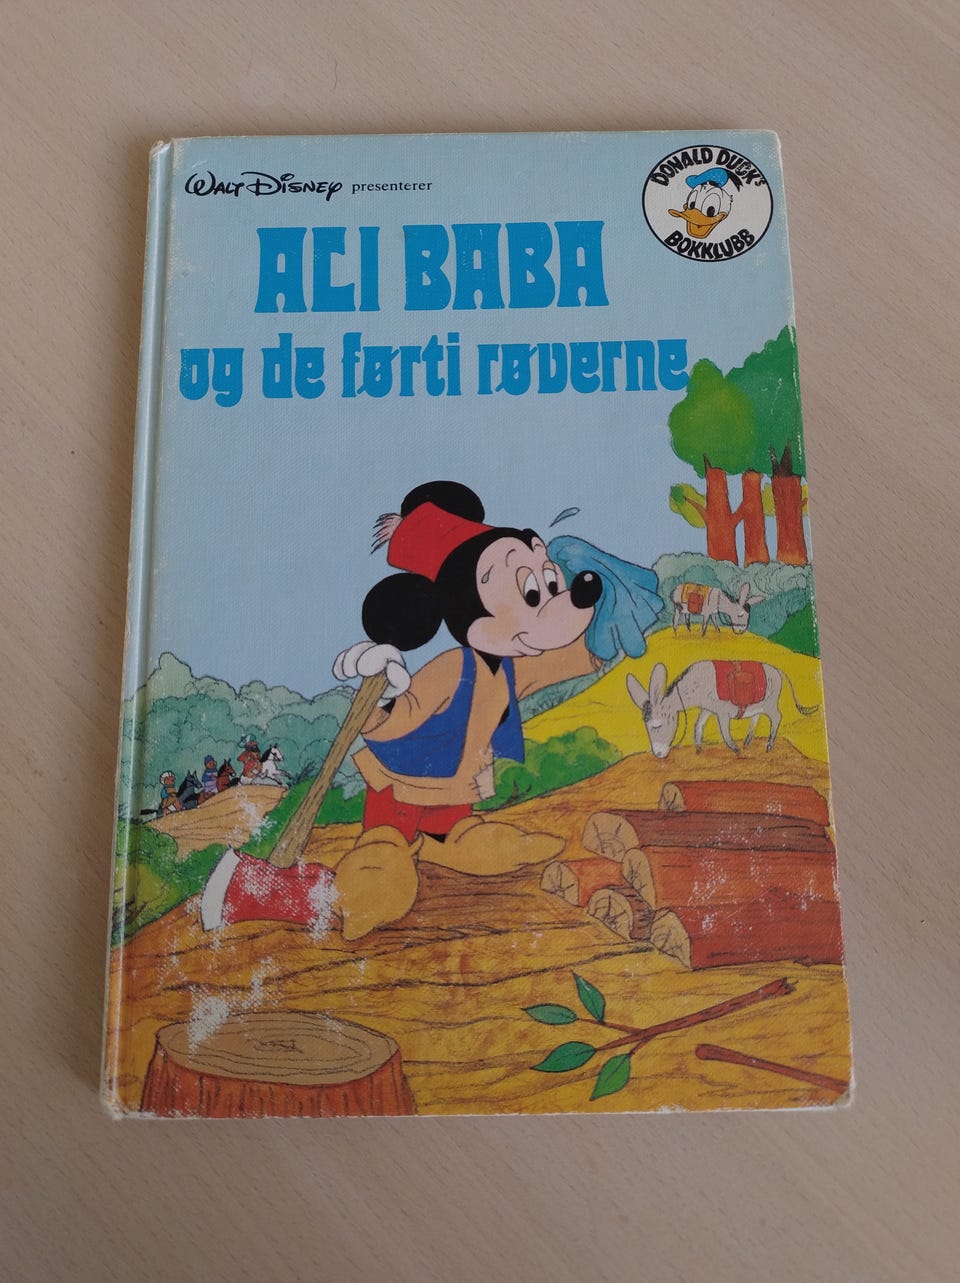 Walt Disney presenterer
DONALD DUCK's
BOKKLUBB
ALI BABA
og de førti røverne